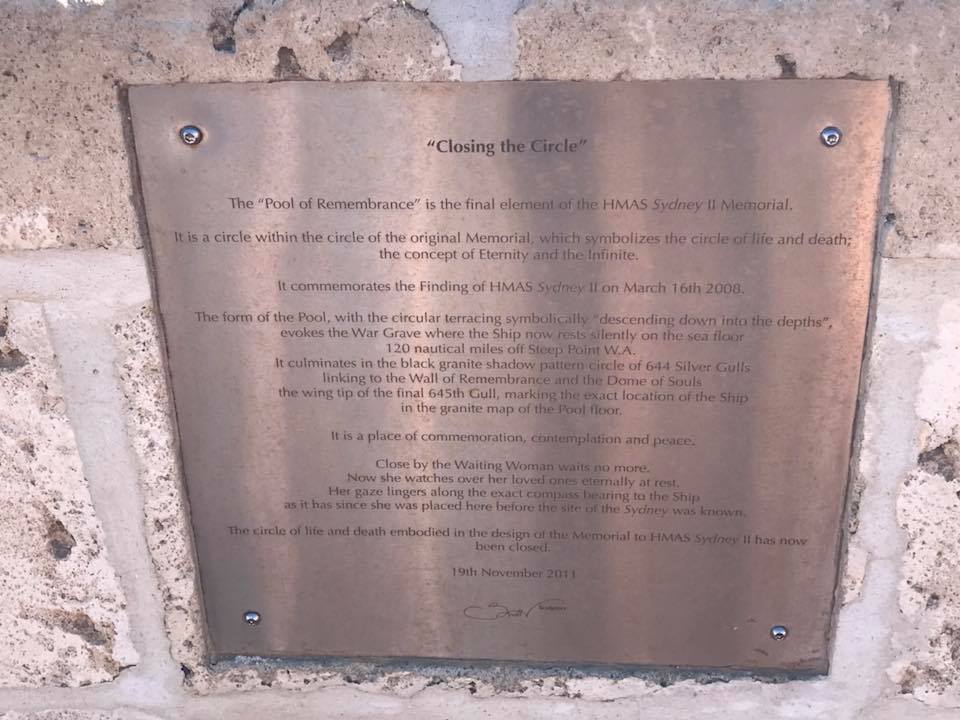 “Closing the Circle”
The “Pool of Remembrance” is the final element of the HMAS Sydney II Memorial.
It is a circle within the circle of the original Memorial, which symbolizes the circle of life and death;
the concept of Eternity and the Infinite.
It commemorates the Finding of HMAS Sydney II on March 16th 2008.
The form of the Pool, with the circular terracing symbolically “descending down into the depths”,
evokes the War Grave where the Ship now rests silently on the sea floor
120 nautical miles off Steep Point W.A.
It culminates in the black granite shadow pattern circle of 644 Silver Gulls
linking to the Wall of Remembrance and the Dome of Souls
the wing tip of the final 645th Gull, marking the exact location of the Ship
in the granite map of the Pool floor.
It is a place of commemoration, contemplation and peace.
Close by the Waiting Woman waits no more.
Now she watches over her loved ones eternally at rest.
Her gaze lingers along the exact compass bearing to the Ship
as it has since she was placed here before the site of the Sydney was known.
The circle of life and death embodied in the design of the Memorial to HMAS Sydney II has now
been closed.
19th November 2011